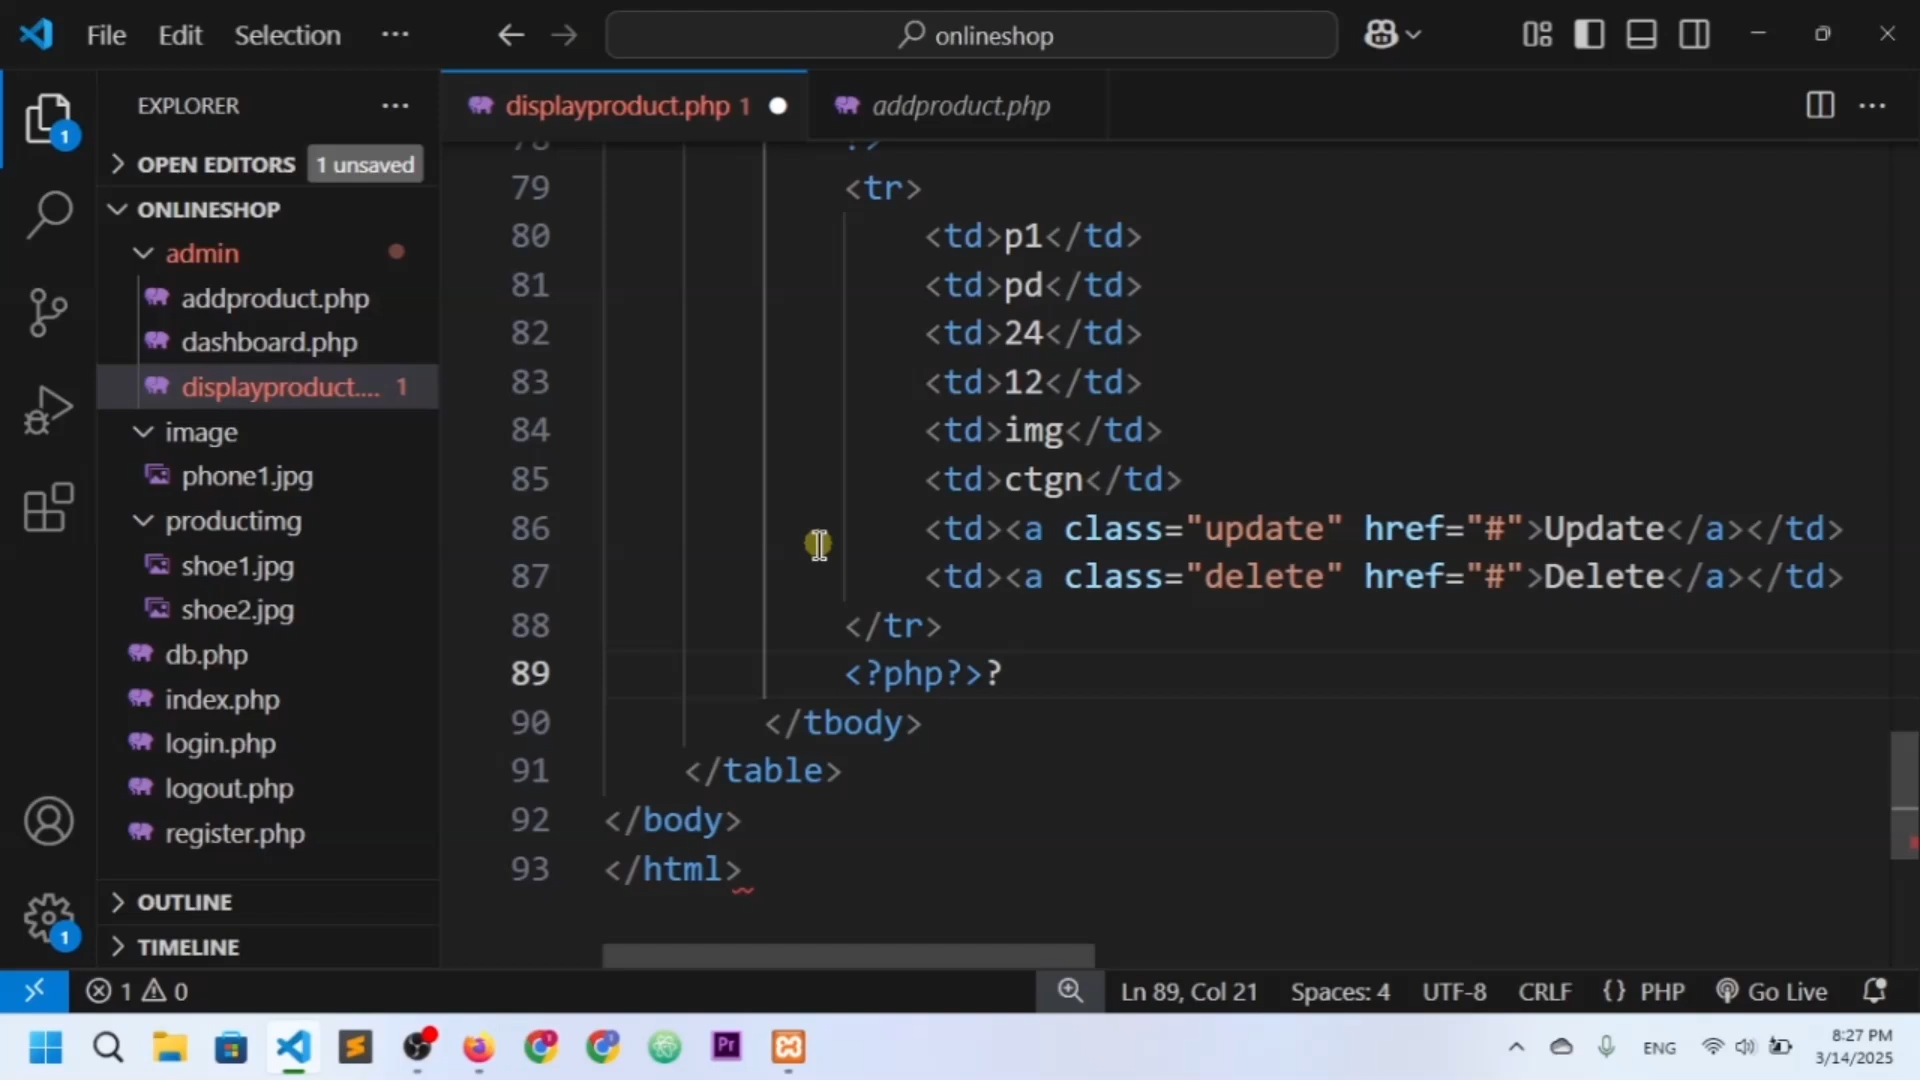 File Edit Selection ··· onlineshop
EXPLORER ···
displayproduct.php 1 addproduct.php ···
OPEN EDITORS 1 unsaved
ONLINESHOP
admin
addproduct.php
dashboard.php
displayproduct.... 1
image
phone1.jpg
productimg
shoe1.jpg
shoe2.jpg
db.php
index.php
login.php
logout.php
register.php
OUTLINE
TIMELINE
1
1
78 ?>
79 <tr>
80 <td>p1</td>
81 <td>pd</td>
82 <td>24</td>
83 <td>12</td>
84 <td>img</td>
85 <td>ctgn</td>
86 <td><a class="update" href="#">Update</a></td>
87 <td><a class="delete" href="#">Delete</a></td>
88 </tr>
89 <?php?>?
90 </tbody>
91 </table>
92 </body>
93 </html>
1 0 Ln 89, Col 21 Spaces: 4 UTF-8 CRLF {} PHP Go Live
Pr ENG 8:27 PM
3/14/2025